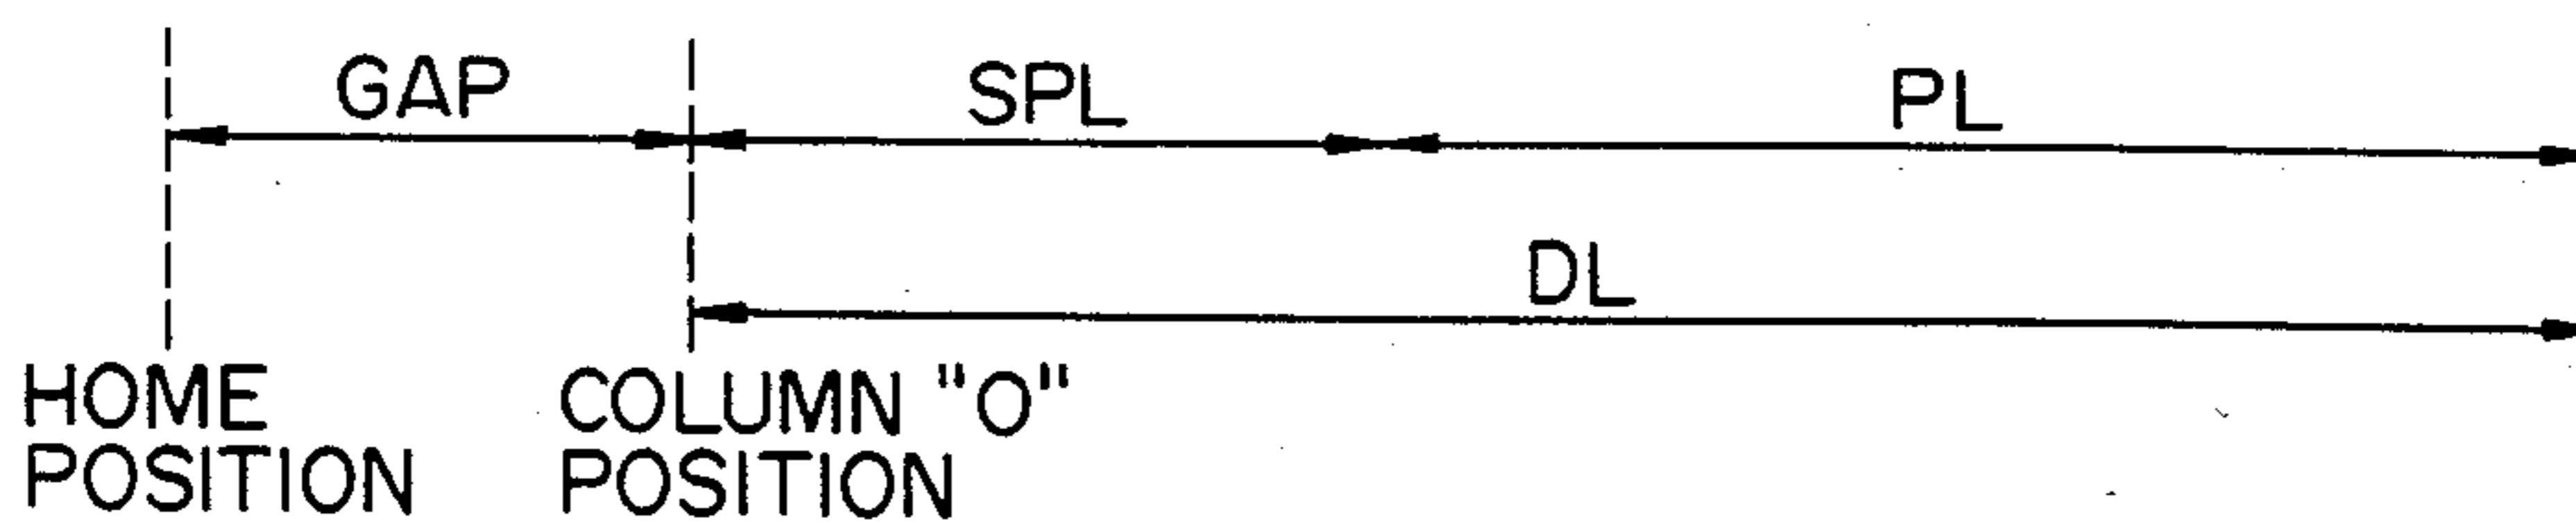 GAP SPL PL
DL
HOME
POSITION
COLUMN "O"
POSITION